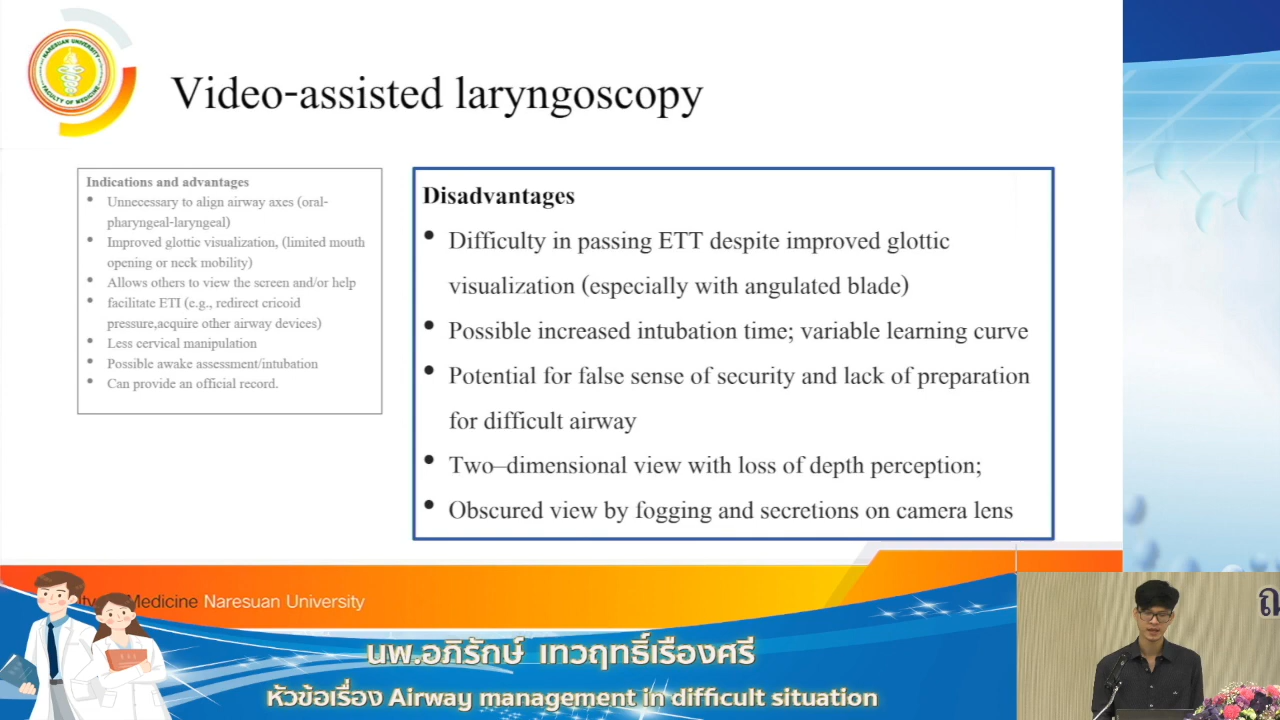 NARESUAN UNIVERSITY
FACULTY OF MEDICINE
Video-assisted laryngoscopy
Indications and advantages
• Unnecessary to align airway axes (oral-
pharyngeal-laryngeal)
• Improved glottic visualization, (limited mouth
opening or neck mobility)
• Allows others to view the screen and/or help
• facilitate ETI (e.g., redirect cricoid
pressure,acquire other airway devices)
• Less cervical manipulation
• Possible awake assessment/intubation
• Can provide an official record.
Disadvantages
• Difficulty in passing ETT despite improved glottic
visualization (especially with angulated blade)
• Possible increased intubation time; variable learning curve
• Potential for false sense of security and lack of preparation
for difficult airway
• Two–dimensional view with loss of depth perception;
• Obscured view by fogging and secretions on camera lens
Medicine Naresuan University
นพ.อภิรักษ์ เทวฤทธิ์เรืองศรี
หัวข้อเรื่อง Airway management in difficult situation